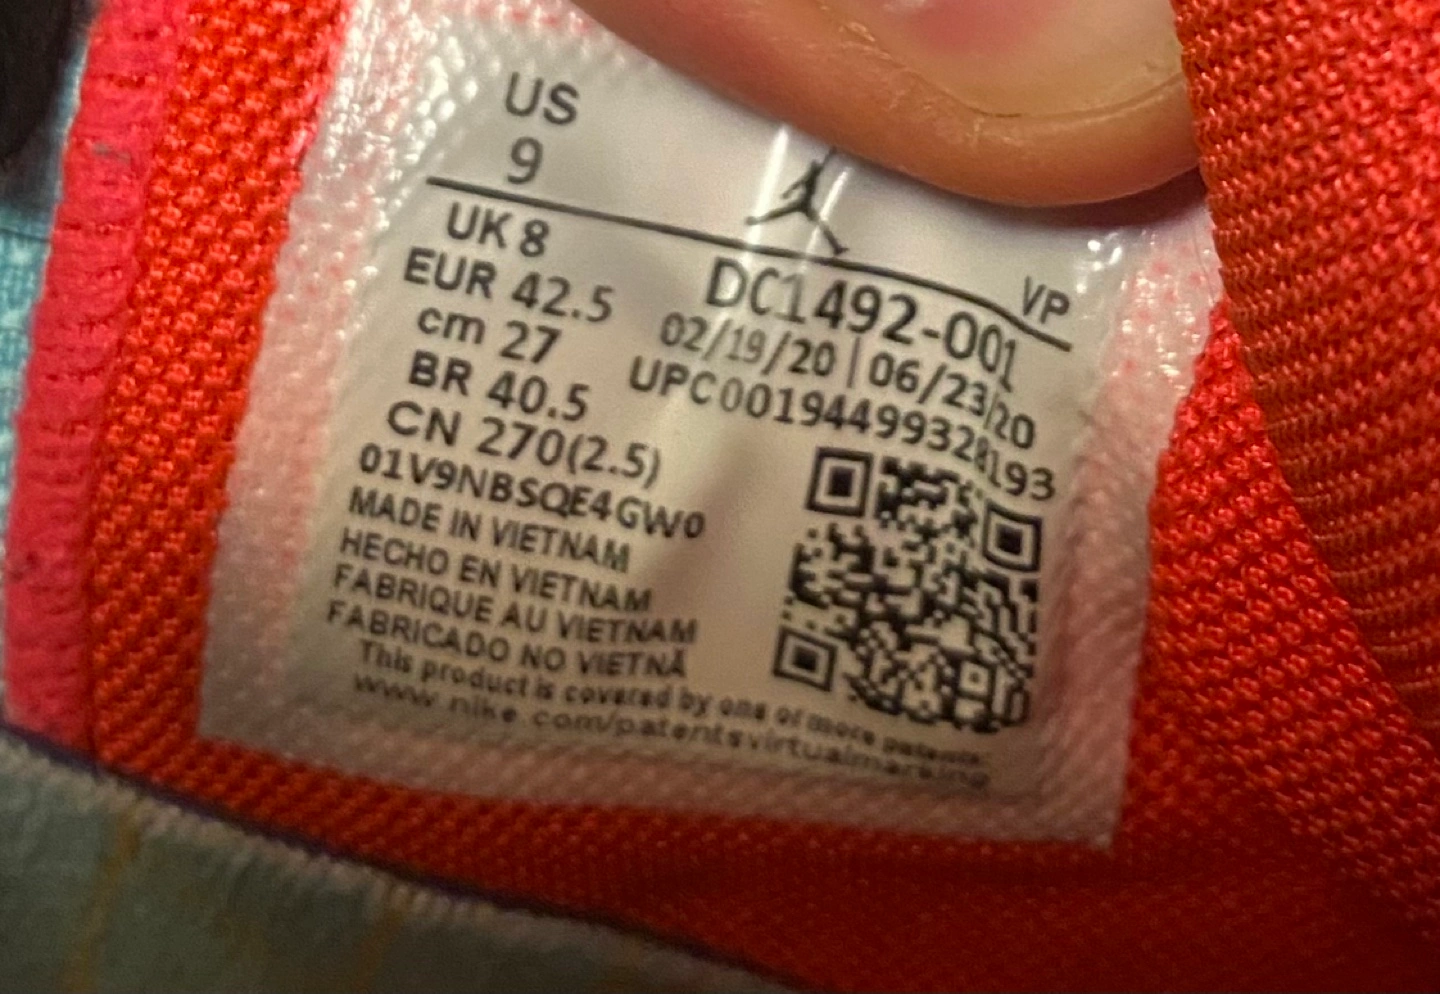 US
9
VP
UK 8
EUR 42.5
cm 27
BR 40.5
CN 270(2.5)
DC1492-001
02/19/20 | 06/23/20
UPC00194499328193
01V9NBSQE4GW0
MADE IN VIETNAM
HECHO EN VIETNAM
FABRIQUE AU VIETNAM
FABRICADO NO VIETNÃ
This product is covered by one or more patents.
www.nike.com/patentsvirtualmarking